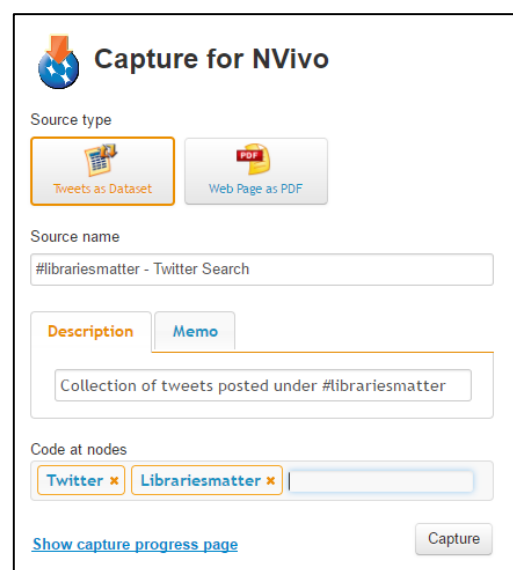 Capture for NVivo
Source type
PDF
Tweets as Dataset
Web Page as PDF
Source name
#librariesmatter - Twitter Search
Description
Memo
Collection of tweets posted under #librariesmatter
Code at nodes
Twitter ×
Librariesmatter ×
Show capture progress page
Capture